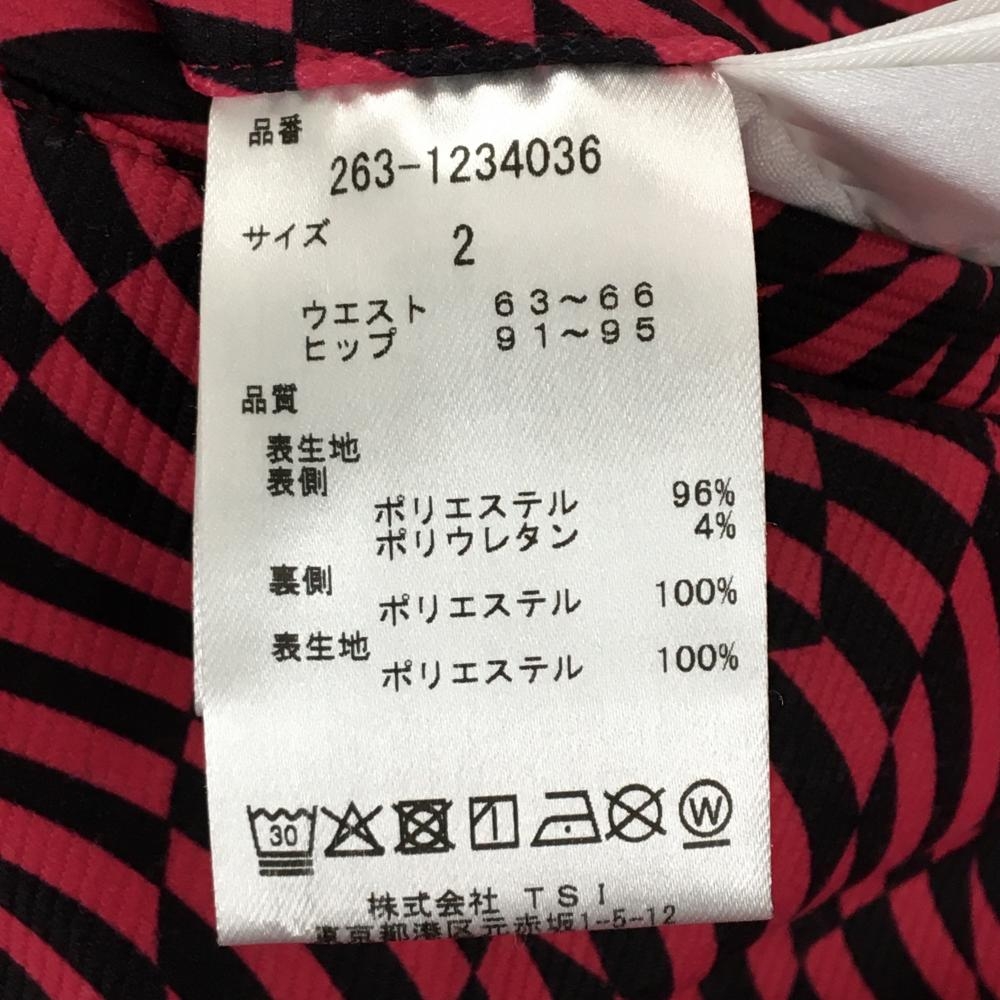 品番
263-1234036
サイズ 2
ウエスト 63～66
ヒップ 91～95
品質
表生地
表側
ポリエステル 96%
ポリウレタン 4%
裏側
ポリエステル 100%
表生地
ポリエステル 100%
30
W
株式会社 TSI
東京都港区元赤坂1-5-12